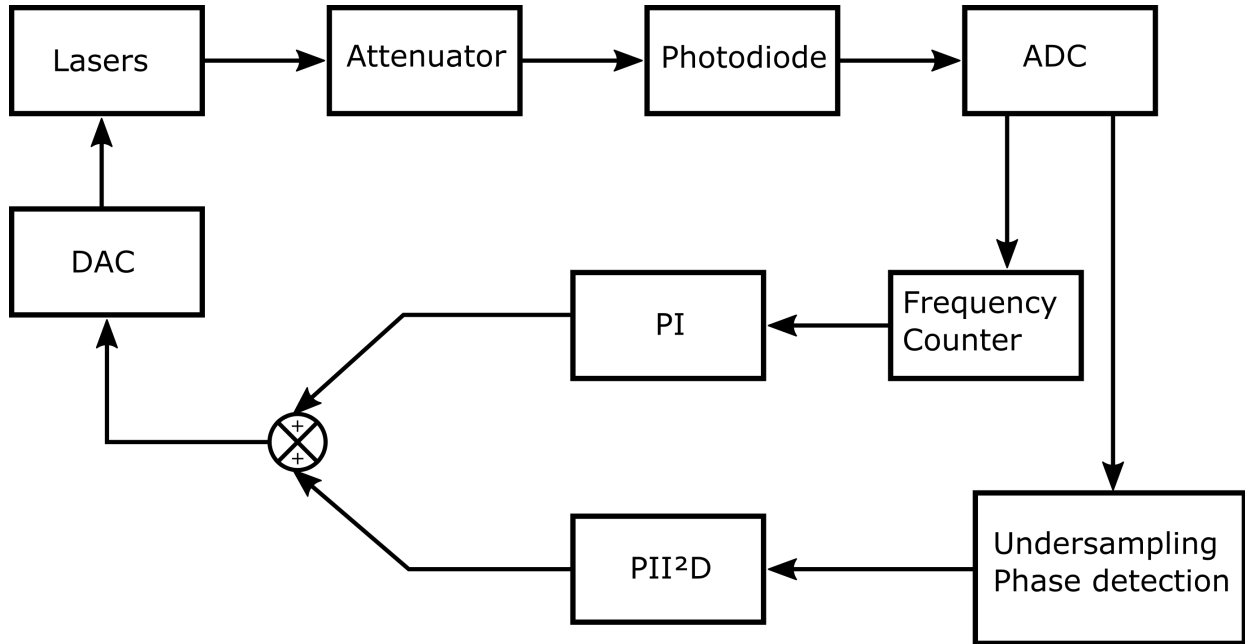 Lasers
Attenuator
Photodiode
ADC
DAC
PI
Frequency
Counter
+
+
PII²D
Undersampling
Phase detection